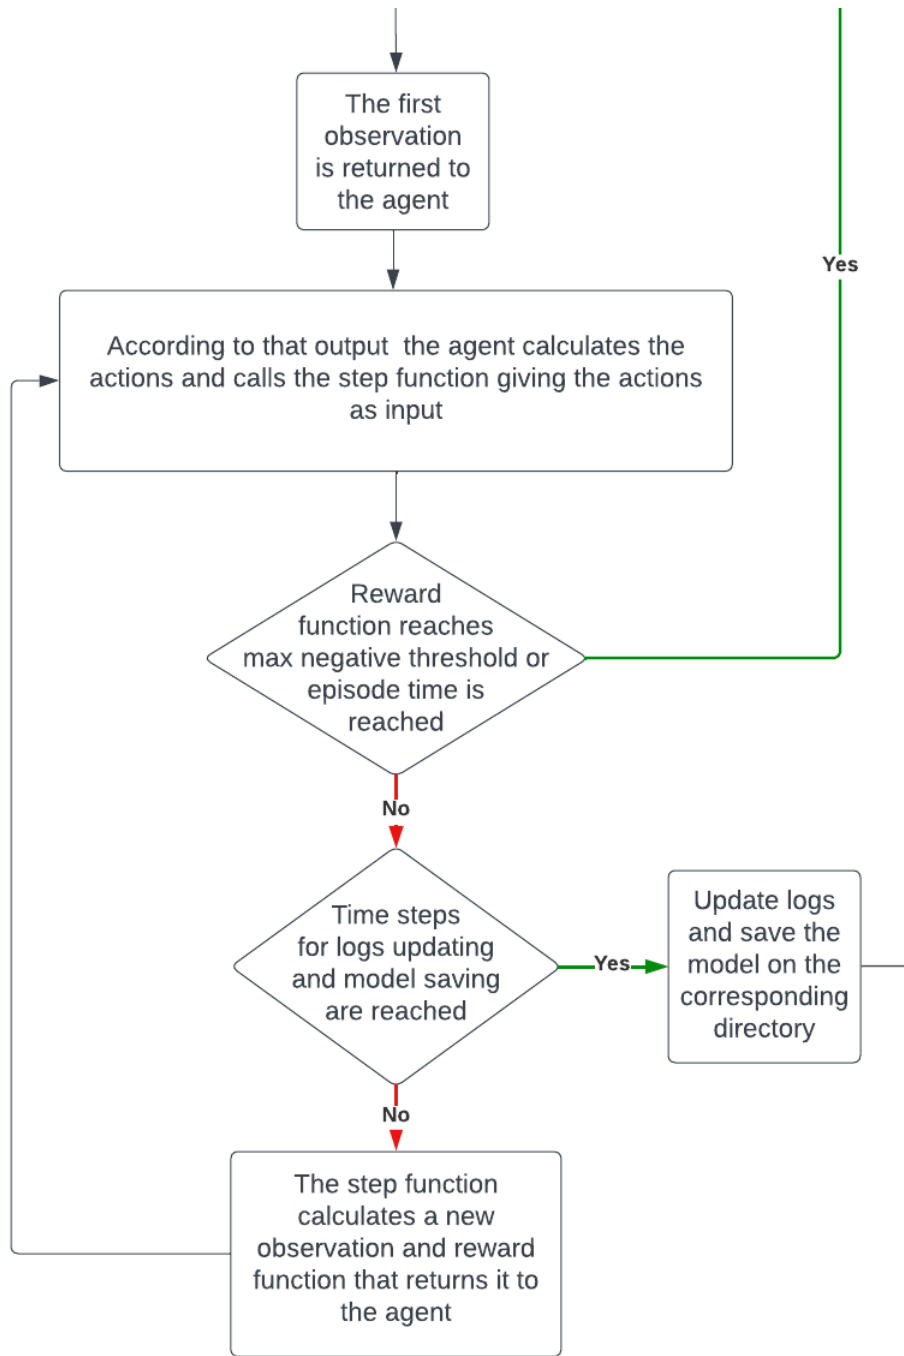 The first
observation
is returned to
the agent
Yes
According to that output  the agent calculates the
actions and calls the step function giving the actions
as input
Reward
function reaches
max negative threshold or
episode time is
reached
No
Time steps
for logs updating
and model saving
are reached
Yes
Update logs
and save the
model on the
corresponding
directory
No
The step function
calculates a new
observation and reward
function that returns it to
the agent